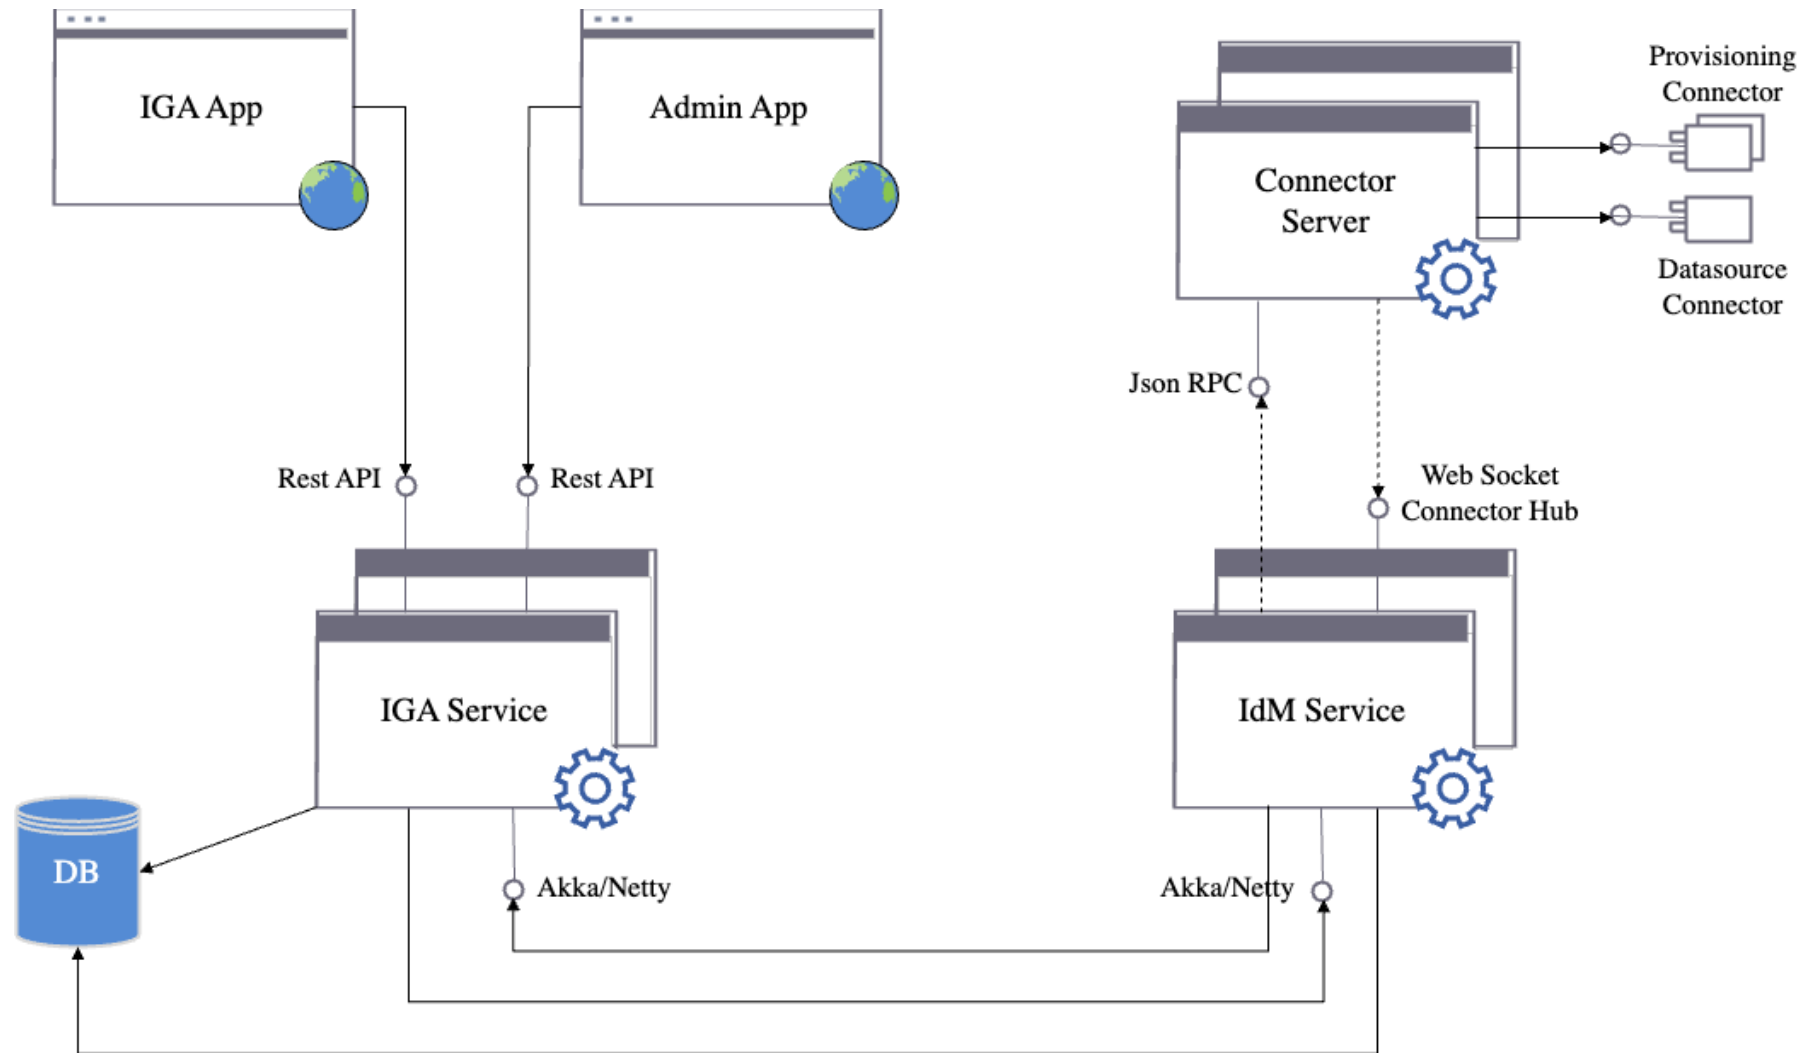 IGA App
Admin App
Provisioning
Connector
Connector
Server
Datasource
Connector
Json RPC
Rest API
Rest API
Web Socket
Connector Hub
IGA Service
IdM Service
DB
Akka/Netty
Akka/Netty